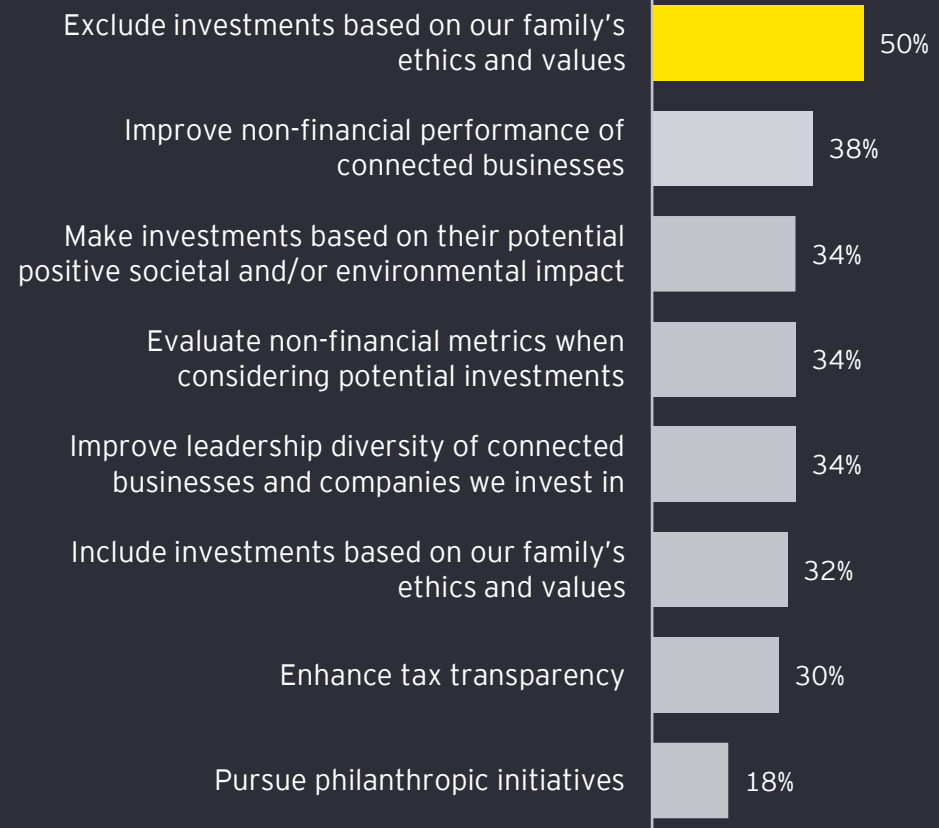 Exclude investments based on our family's
ethics and values
50%
Improve non-financial performance of
connected businesses
38%
Make investments based on their potential
positive societal and/or environmental impact
34%
Evaluate non-financial metrics when
considering potential investments
34%
Improve leadership diversity of connected
businesses and companies we invest in
34%
Include investments based on our family's
ethics and values
32%
Enhance tax transparency
30%
Pursue philanthropic initiatives
18%